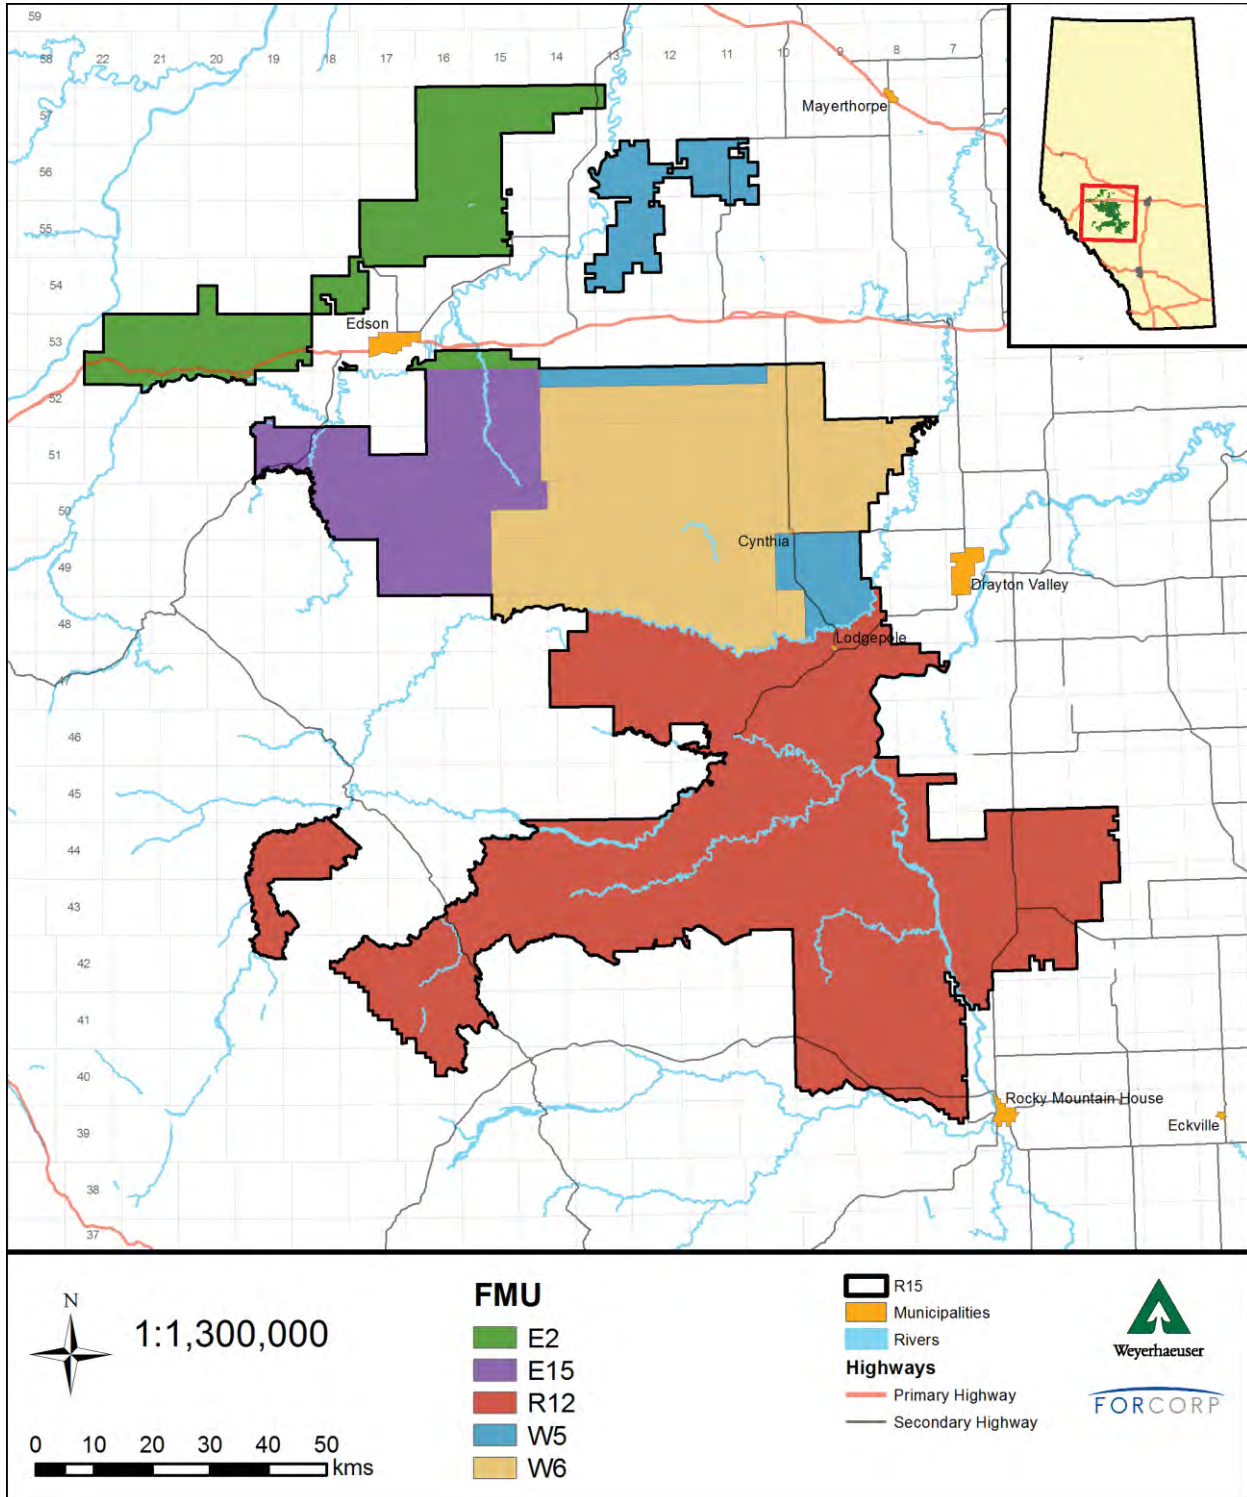 59
58
22
21
20
19
18
17
16
15
14
13
12
11
10
9
8
7
Mayerthorpe
57
56
55
54
Edson
53
52
51
50
Cynthia
49
Drayton Valley
48
Lodgepole
47
46
45
44
43
42
41
40
Rocky Mountain House
Eckville
39
38
37
N
1:1,300,000
0 10 20 30 40 50
kms
FMU
E2
E15
R12
W5
W6
R15
Municipalities
Rivers
Highways
Primary Highway
Secondary Highway
Weyerhaeuser
FORCORP